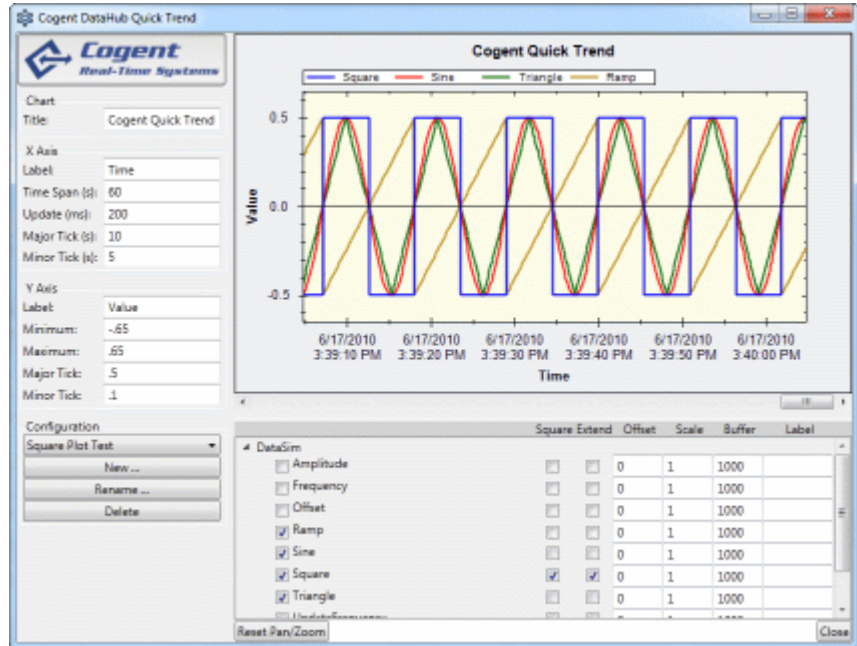 Cogent DataHub Quick Trend
Cogent
Real-Time Systems
Chart
Title: Cogent Quick Trend
X Axis
Label: Time
Time Span (s): 60
Update (ms): 200
Major Tick (s): 10
Minor Tick (s): 5
Y Axis
Label: Value
Minimum: -.65
Maximum: .65
Major Tick: .5
Minor Tick: .1
Configuration
Square Plot Test
New ...
Rename ...
Delete
Cogent Quick Trend
Square Sine Triangle Ramp
Value
0.5
0.0
-0.5
6/17/2010 6/17/2010 6/17/2010 6/17/2010 6/17/2010 6/17/2010
3:39:10 PM 3:39:20 PM 3:39:30 PM 3:39:40 PM 3:39:50 PM 3:40:00 PM
Time
Square Extend Offset Scale Buffer Label
DataSim
Amplitude 0 1 1000
Frequency 0 1 1000
Offset 0 1 1000
Ramp 0 1 1000
Sine 0 1 1000
Square 0 1 1000
Triangle 0 1 1000
UpdateFrequency
Reset Pan/Zoom Close